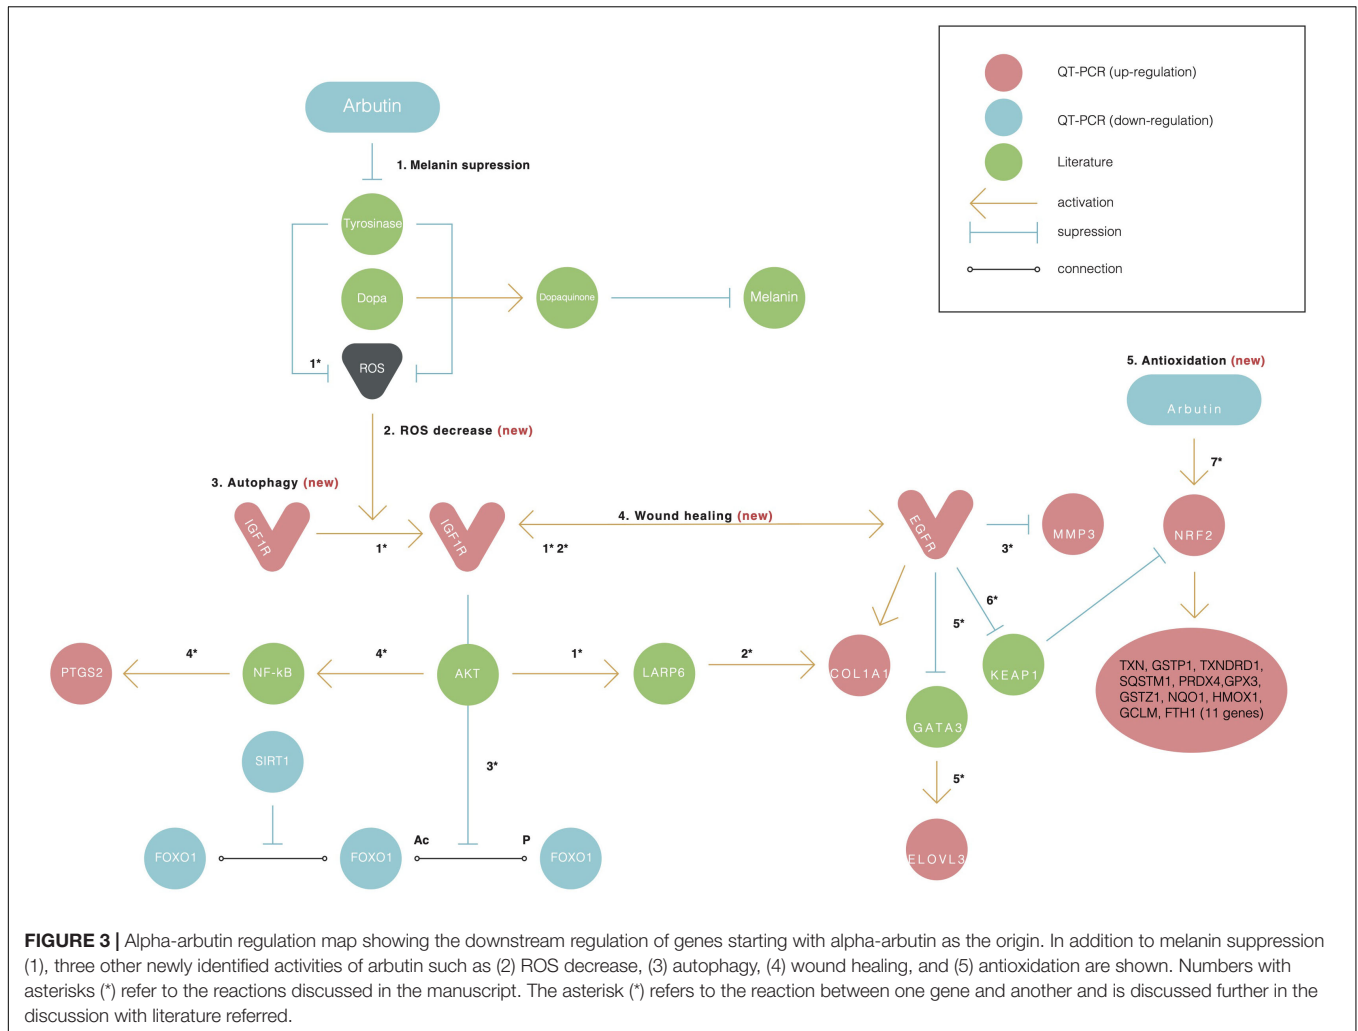 QT-PCR (up-regulation)
QT-PCR (down-regulation)
Literature
activation
supression
connection
Arbutin
1. Melanin supression
Tyrosinase
Dopa
Dopaquinone
Melanin
1*
ROS
2. ROS decrease (new)
3. Autophagy (new)
IGF1R
1*
IGF1R
4. Wound healing (new)
1* 2*
EGFR
3*
MMP3
5. Antioxidation (new)
Arbutin
7*
NRF2
6*
5*
PTGS2
4*
NF-kB
4*
AKT
1*
LARP6
2*
COL1A1
KEAP1
GATA3
TXN, GSTP1, TXNDRD1,
SQSTM1, PRDX4,GPX3,
GSTZ1, NQO1, HMOX1,
GCLM, FTH1 (11 genes)
SIRT1
3*
5*
FOXO1
FOXO1
Ac
P
FOXO1
ELOVL3
FIGURE 3 | Alpha-arbutin regulation map showing the downstream regulation of genes starting with alpha-arbutin as the origin. In addition to melanin suppression
(1), three other newly identified activities of arbutin such as (2) ROS decrease, (3) autophagy, (4) wound healing, and (5) antioxidation are shown. Numbers with
asterisks (*) refer to the reactions discussed in the manuscript. The asterisk (*) refers to the reaction between one gene and another and is discussed further in the
discussion with literature referred.